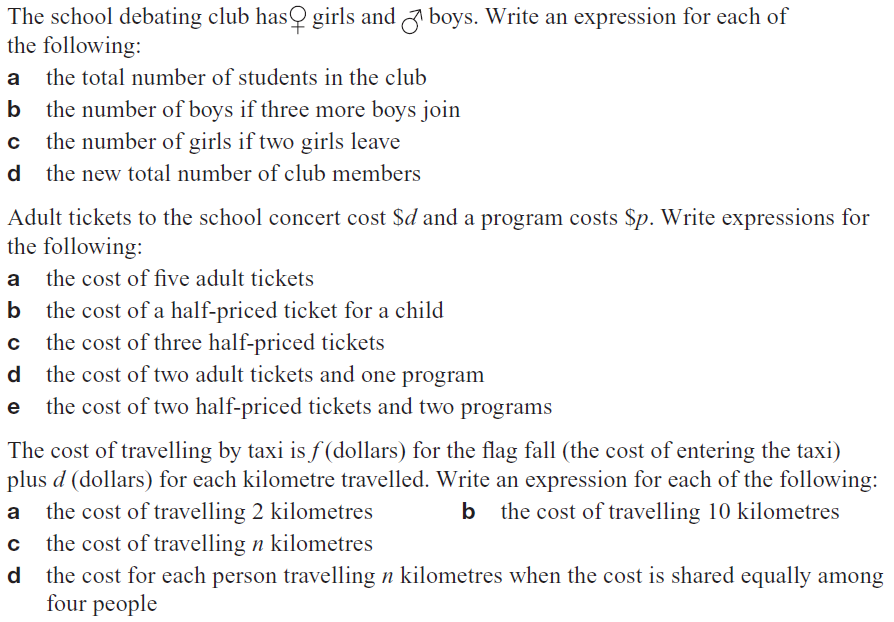 The school debating club has♀ girls and ♂ boys. Write an expression for each of
the following:
a the total number of students in the club
b the number of boys if three more boys join
c the number of girls if two girls leave
d the new total number of club members
Adult tickets to the school concert cost $d and a program costs $p. Write expressions for
the following:
a the cost of five adult tickets
b the cost of a half-priced ticket for a child
c the cost of three half-priced tickets
d the cost of two adult tickets and one program
e the cost of two half-priced tickets and two programs
The cost of travelling by taxi is f (dollars) for the flag fall (the cost of entering the taxi)
plus d (dollars) for each kilometre travelled. Write an expression for each of the following:
a the cost of travelling 2 kilometres b the cost of travelling 10 kilometres
c the cost of travelling n kilometres
d the cost for each person travelling n kilometres when the cost is shared equally among
four people